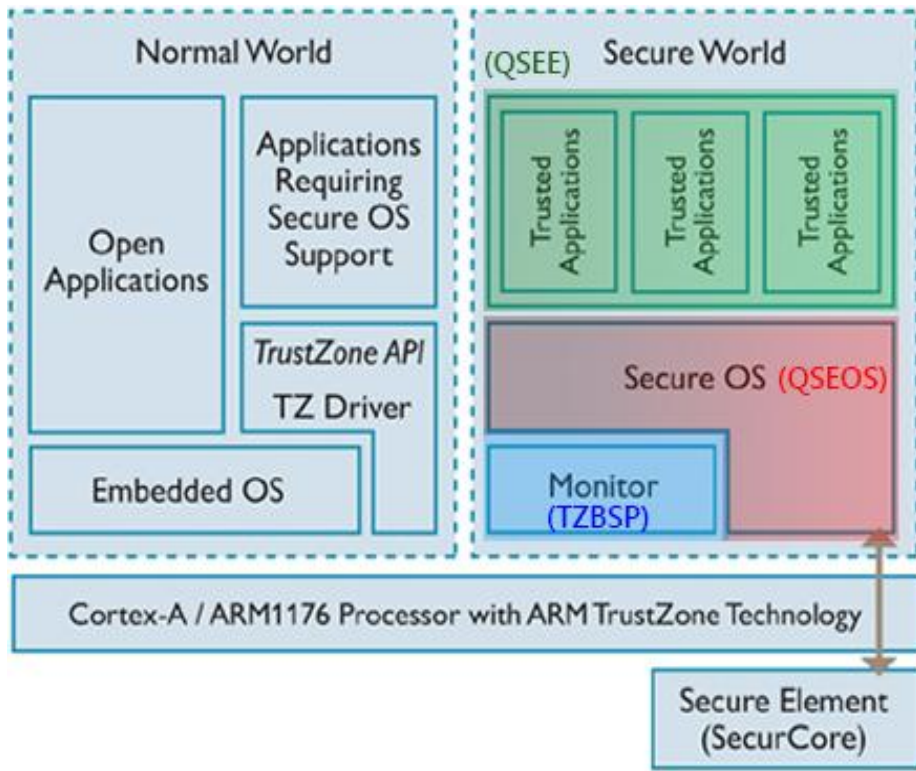 Normal World
Open
Applications
Applications
Requiring
Secure OS
Support
TrustZone API
TZ Driver
Embedded OS
(QSEE) Secure World
Trusted
Applications
Trusted
Applications
Trusted
Applications
Secure OS (QSEOS)
Monitor
(TZBSP)
Cortex-A / ARM1176 Processor with ARM TrustZone Technology
Secure Element
(SecurCore)